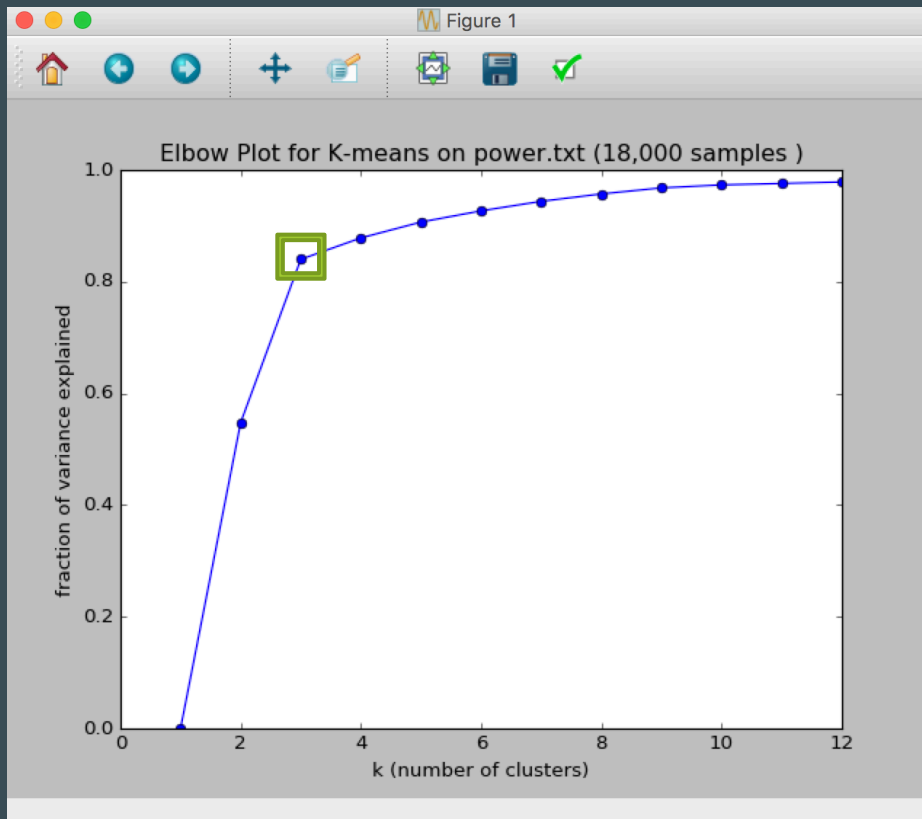 Figure 1
Elbow Plot for K-means on power.txt (18,000 samples )
1.0
0.8
0.6
0.4
0.2
0.0
fraction of variance explained
0 2 4 6 8 10 12
k (number of clusters)